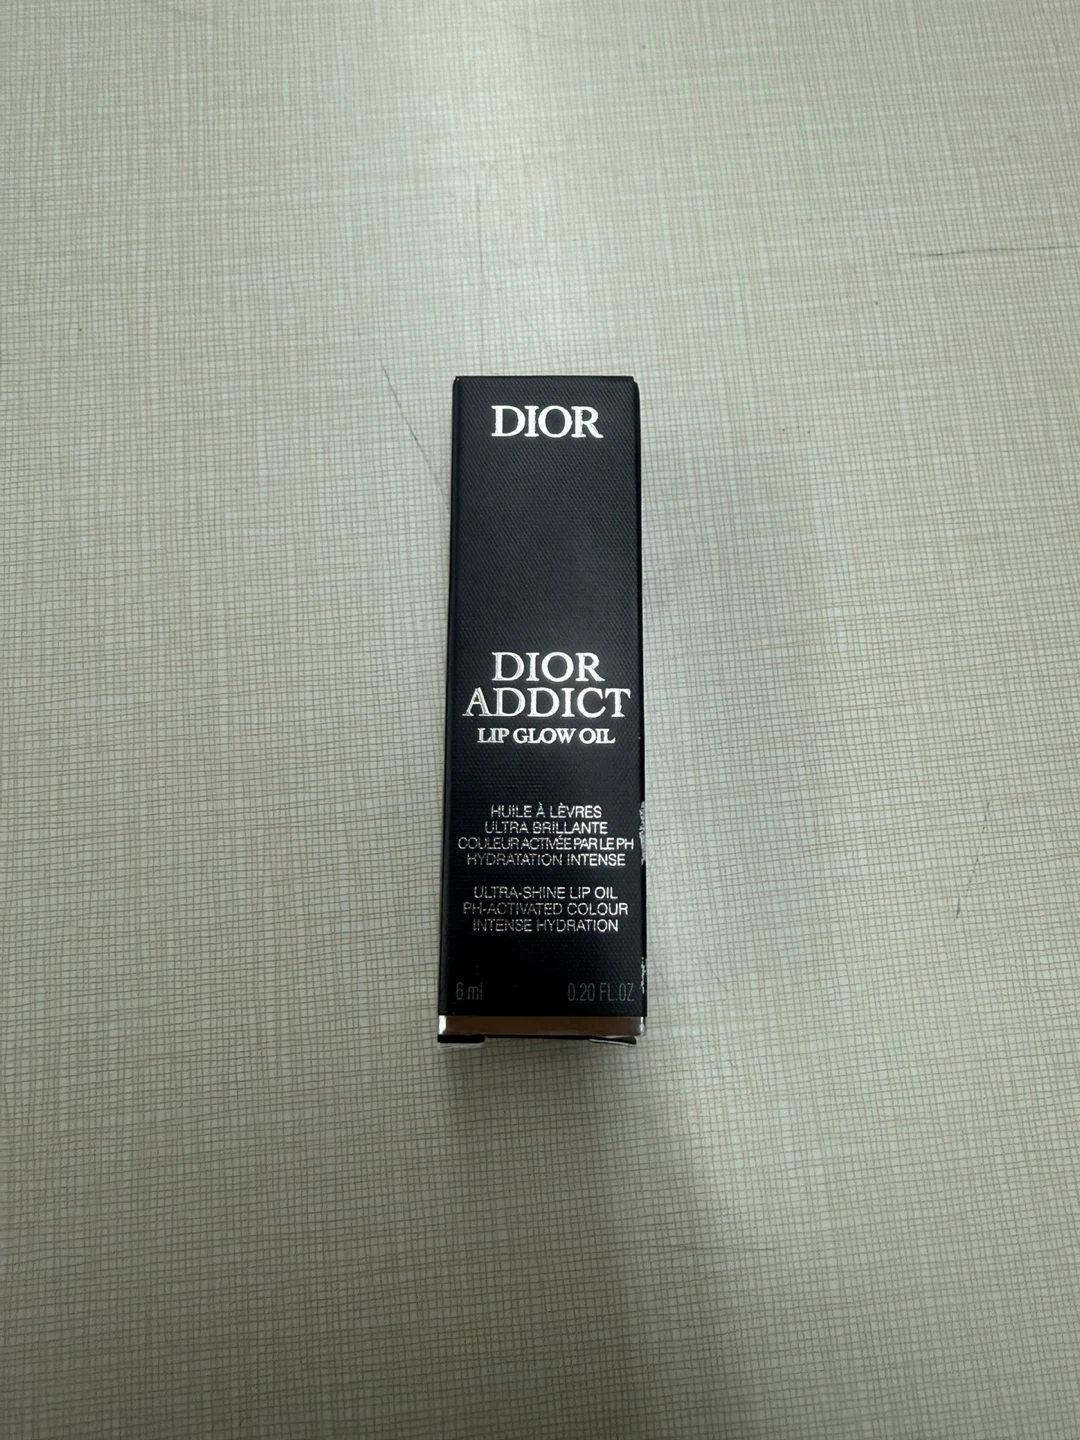 DIOR
DIOR
ADDICT
LIP GLOW OIL
HUILE À LÈVRES
ULTRA BRILLANTE
COULEUR ACTIVÉE PAR LE PH
HYDRATATION INTENSE
ULTRA-SHINE LIP OIL
PH-ACTIVATED COLOUR
INTENSE HYDRATION
6 ml 0.20 FL.OZ